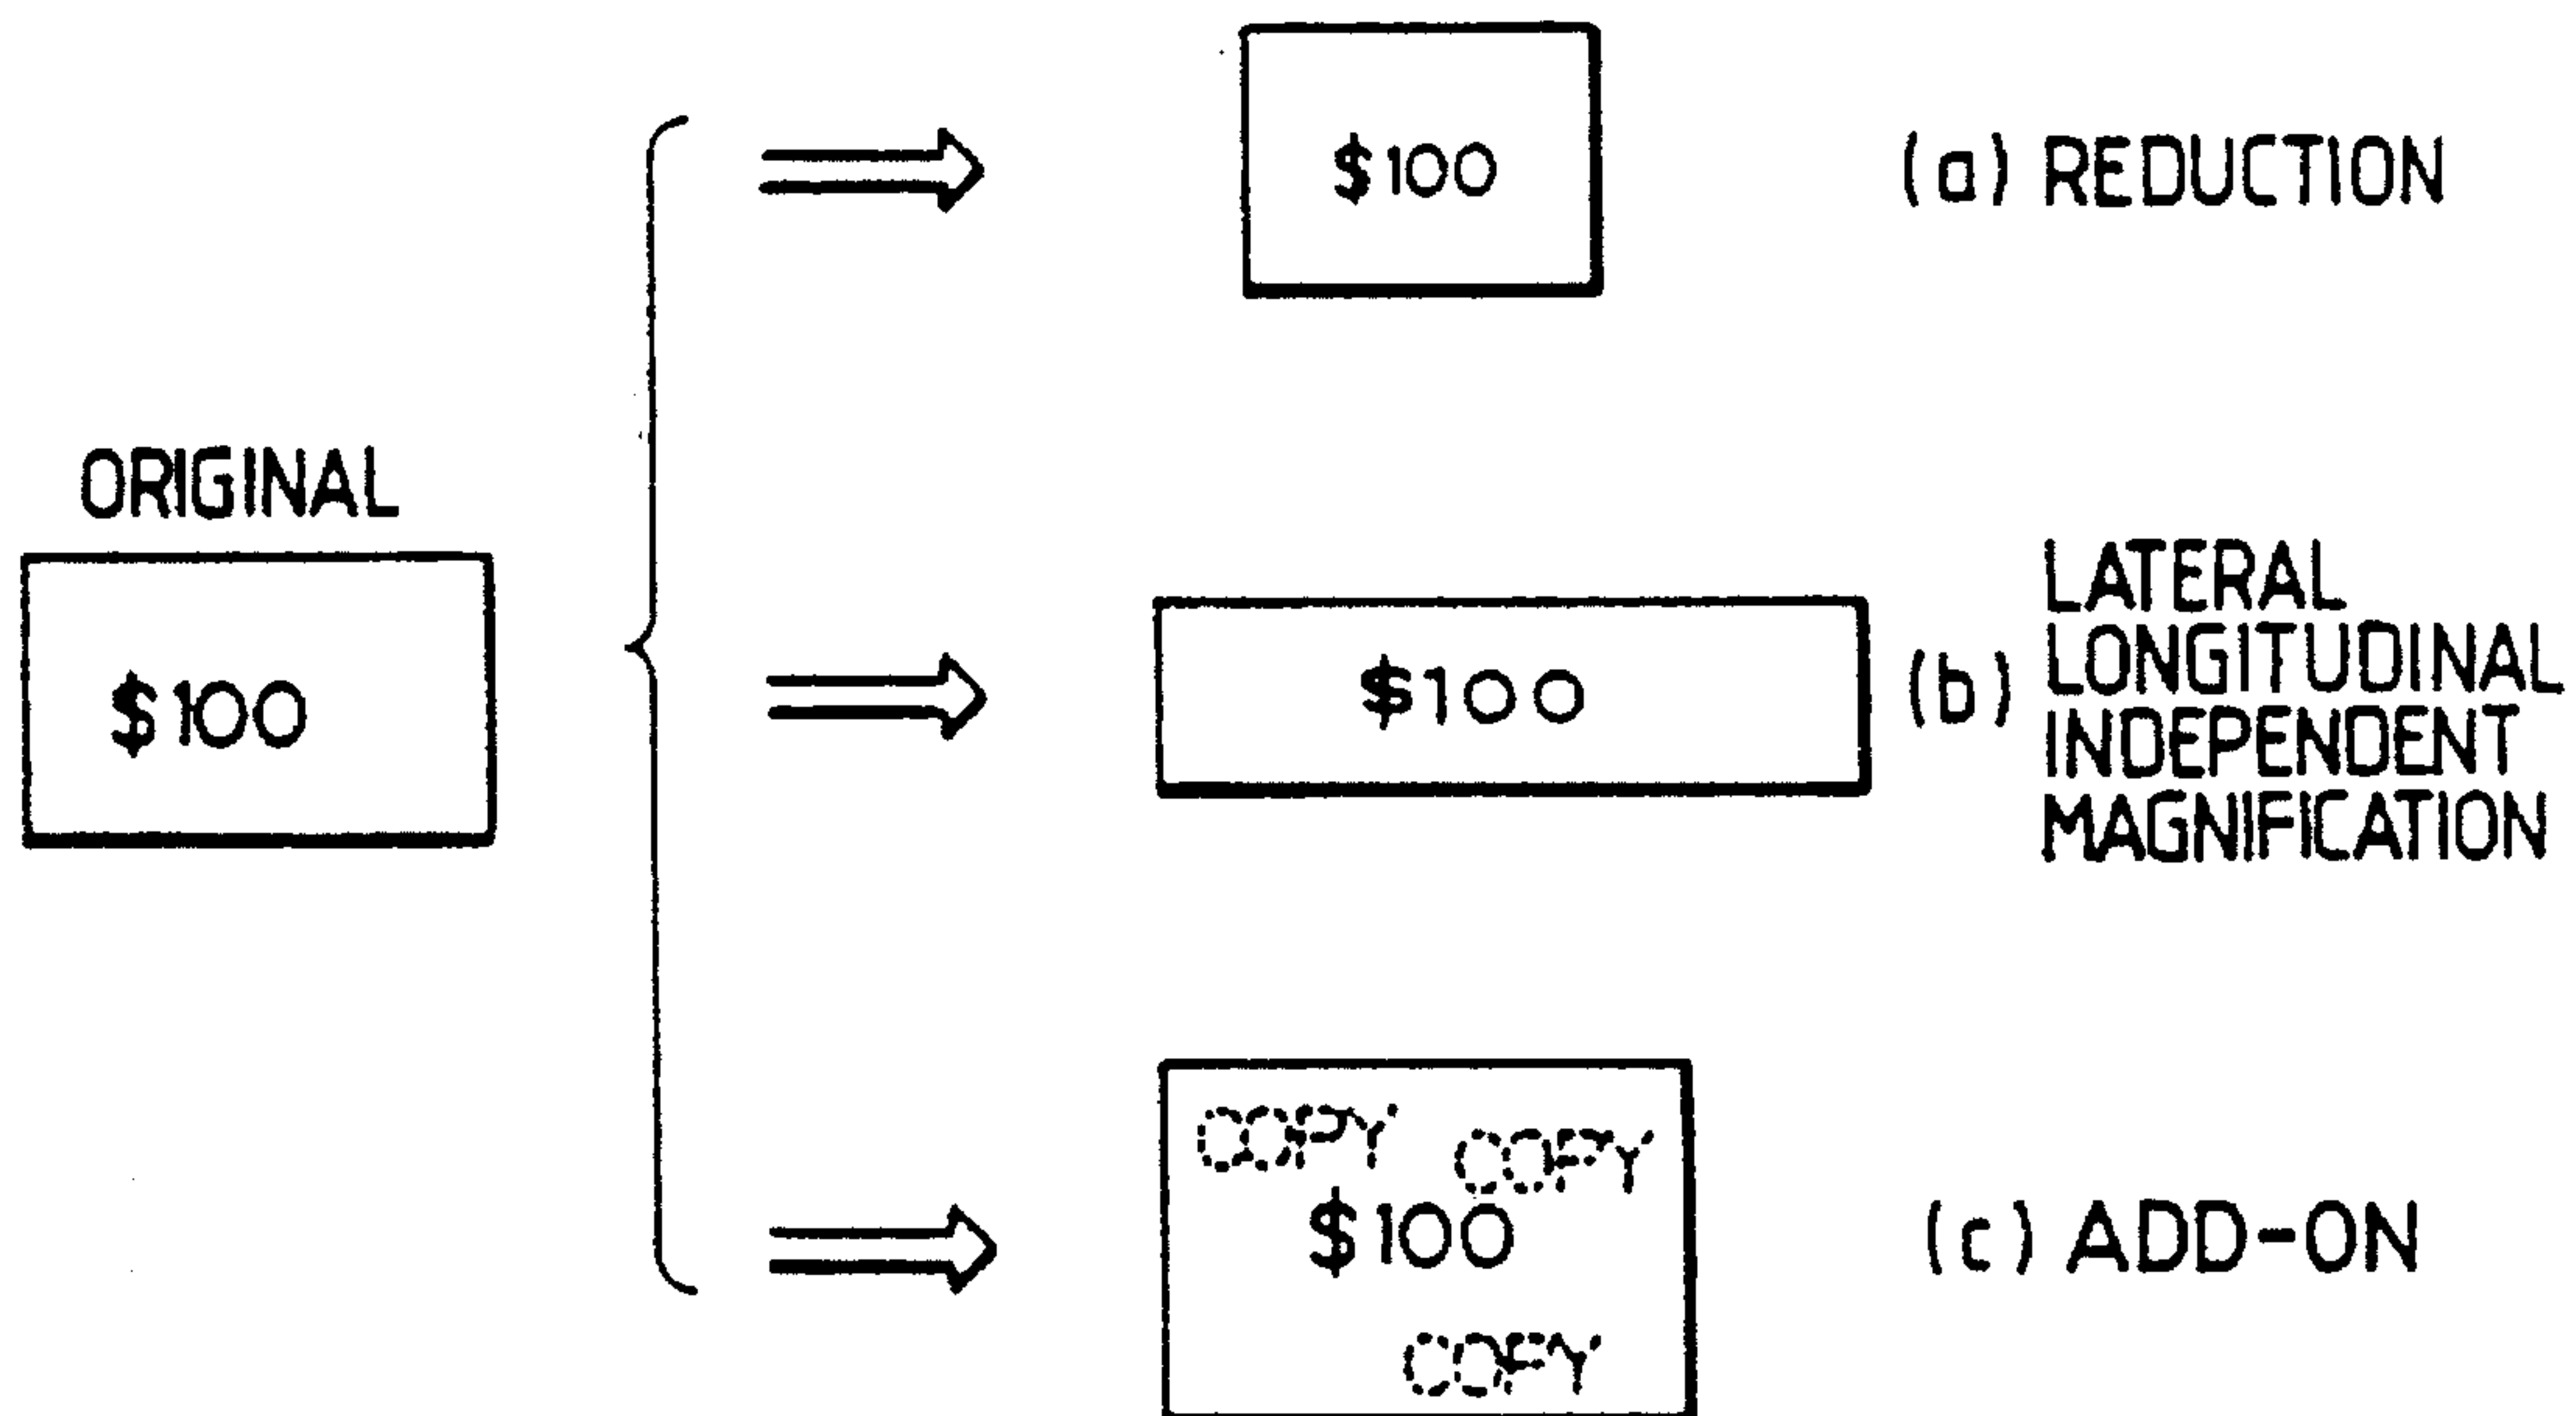 ORIGINAL
$100
$100
(a) REDUCTION
$100
(b)
LATERAL
LONGITUDINAL
INDEPENDENT
MAGNIFICATION
COPY
COPY
$100
COPY
(c) ADD-ON